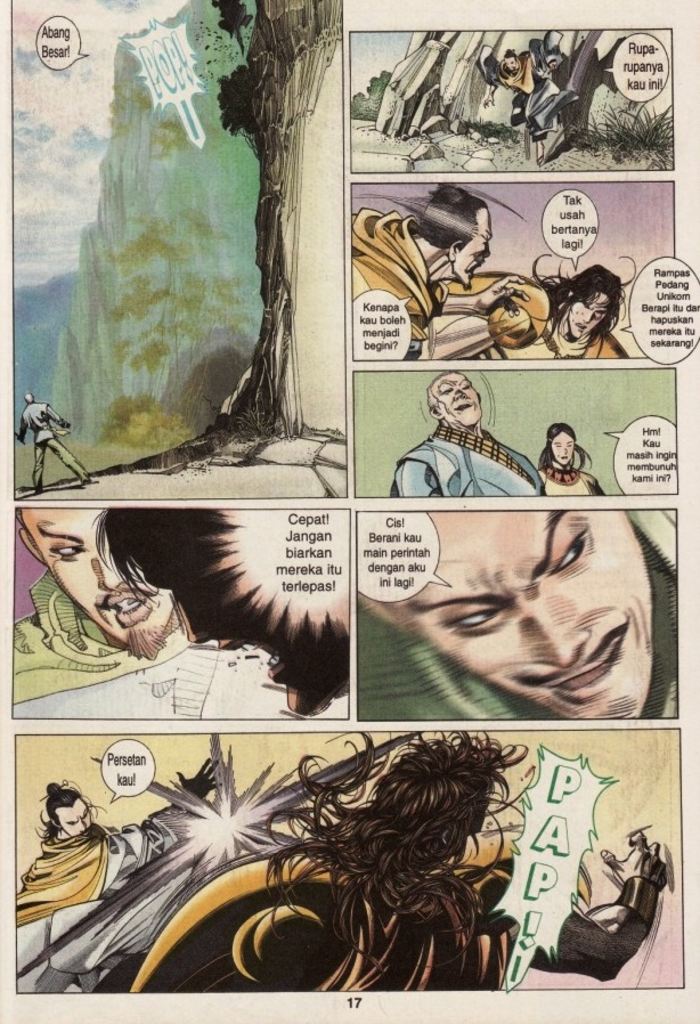 Abang
Besar!
POP!
Rupa-
rupanya
kau ini!
Kenapa
kau boleh
menjadi
begini?
Tak
usah
bertanya
lagi!
Rampas
Pedang
Unikorn
Berapi itu dan
hapuskan
mereka itu
sekarang!
Hm!
Kau
masih ingin
membunuh
kami ini?
Cepat!
Jangan
biarkan
mereka itu
terlepas!
Cis!
Berani kau
main perintah
dengan aku
ini lagi!
Persetan
kau!
PAP!!
17